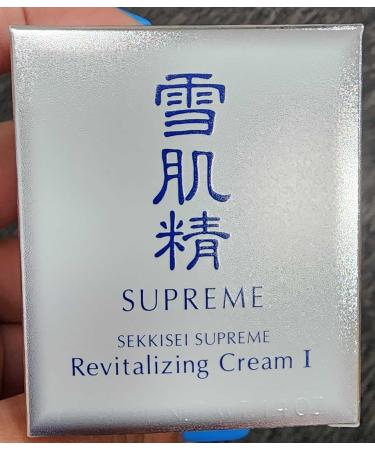 雪
肌
精
SUPREME
SEKKISEI SUPREME
Revitalizing Cream I